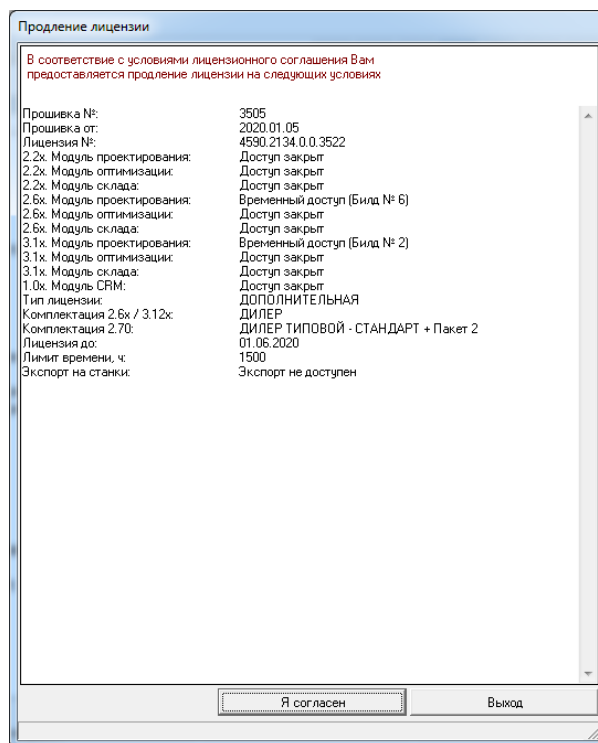 Продление лицензии
В соответствие с условиями лицензионного соглашения Вам
предоставляется продление лицензии на следующих условиях
Прошивка №: 3505
Прошивка от: 2020.01.05
Лицензия №: 4590.2134.0.0.3522
2.2x. Модуль проектирования: Доступ закрыт
2.2x. Модуль оптимизации: Доступ закрыт
2.2x. Модуль склада: Доступ закрыт
2.6x. Модуль проектирования: Временный доступ (Билд № 6)
2.6x. Модуль оптимизации: Доступ закрыт
2.6x. Модуль склада: Доступ закрыт
3.1x. Модуль проектирования: Временный доступ (Билд № 2)
3.1x. Модуль оптимизации: Доступ закрыт
3.1x. Модуль склада: Доступ закрыт
1.0x. Модуль CRM: Доступ закрыт
Тип лицензии: ДОПОЛНИТЕЛЬНАЯ
Комплектация 2.6x / 3.12x: ДИЛЕР
Комплектация 2.70: ДИЛЕР ТИПОВОЙ - СТАНДАРТ + Пакет 2
Лицензия до: 01.06.2020
Лимит времени, ч: 1500
Экспорт на станки: Экспорт не доступен
Я согласен Выход